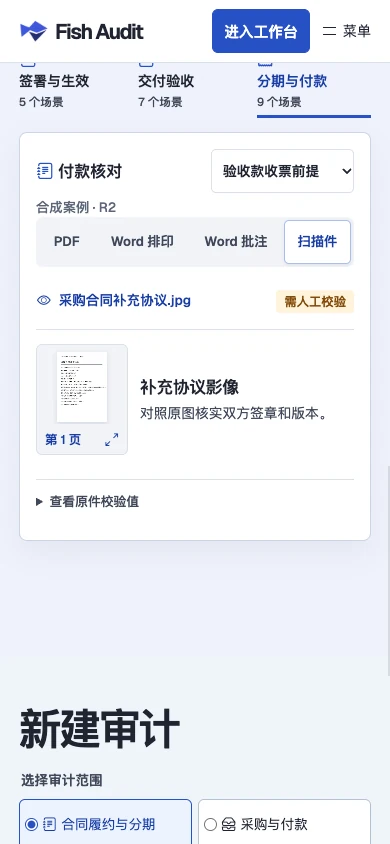 Fish Audit
进入工作台
菜单
签署与生效
交付验收
分期与付款
5 个场景
7 个场景
9 个场景
付款核对
验收款收票前提
合成案例 · R2
PDF
Word 排印
Word 批注
扫描件
采购合同补充协议.jpg
需人工校验
补充协议影像
对照原图核实双方签章和版本。
第 1 页
查看原件校验值
新建审计
选择审计范围
合同履约与分期
采购与付款